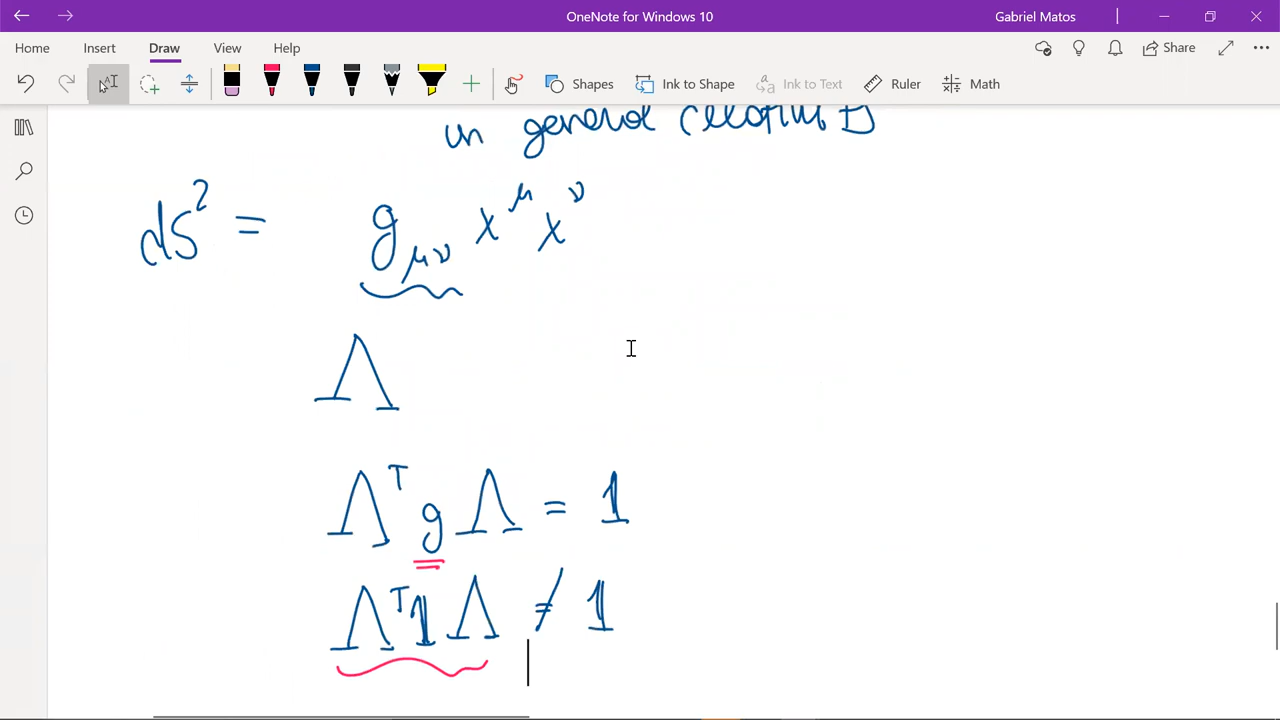 OneNote for Windows 10
Gabriel Matos
Home Insert Draw View Help
Share
Shapes
Ink to Shape
Ink to Text
Ruler
Math
in general
ds² = g_μν x^μ x^ν
Λ
Λ^T g Λ = 𝟙
Λ^T 𝟙 Λ ≠ 𝟙